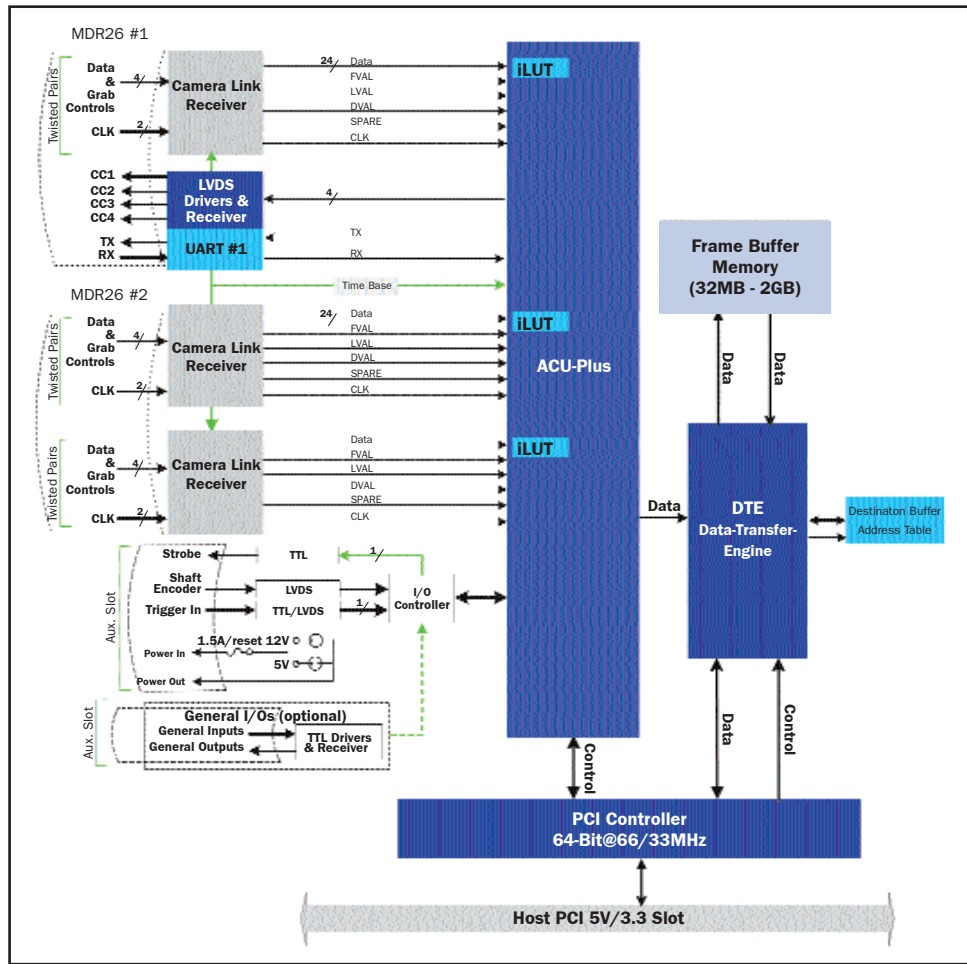 MDR26 #1
Twisted Pairs
Data
&
Grab
Controls
4
CLK
2
Camera Link
Receiver
24
Data
FVAL
LVAL
DVAL
SPARE
CLK
iLUT
CC1
CC2
CC3
CC4
LVDS
Drivers &
Receiver
4
TX
RX
UART #1
TX
RX
Time Base
MDR26 #2
Twisted Pairs
Data
&
Grab
Controls
4
CLK
2
Camera Link
Receiver
24
Data
FVAL
LVAL
DVAL
SPARE
CLK
iLUT
ACU-Plus
Twisted Pairs
Data
&
Grab
Controls
4
CLK
2
Camera Link
Receiver
Data
FVAL
LVAL
DVAL
SPARE
CLK
iLUT
Frame Buffer
Memory
(32MB - 2GB)
Data
Data
Data
DTE
Data-Transfer-
Engine
Destinaton Buffer
Address Table
Aux. Slot
Strobe
TTL
1
Shaft
Encoder
LVDS
Trigger In
TTL/LVDS
1
I/O
Controller
1.5A/reset 12V
Power In
5V
Power Out
Aux. Slot
General I/Os (optional)
General Inputs
General Outputs
TTL Drivers
& Receiver
Control
Data
Control
PCI Controller
64-Bit@66/33MHz
Host PCI 5V/3.3 Slot